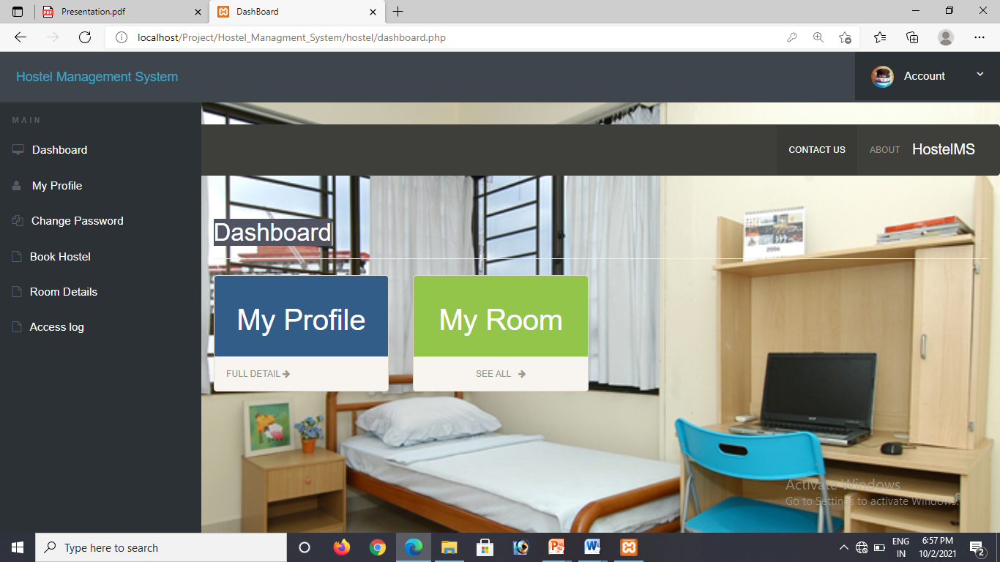 Presentation.pdf
DashBoard
localhost/Project/Hostel_Managment_System/hostel/dashboard.php
Hostel Management System
Account
MAIN
Dashboard
My Profile
Change Password
Book Hostel
Room Details
Access log
CONTACT US
ABOUT
HostelMS
Dashboard
My Profile
My Room
FULL DETAIL
SEE ALL
Activate Windows
Go to Settings to activate Windows.
Type here to search
ENG
IN
6:57 PM
10/2/2021
2